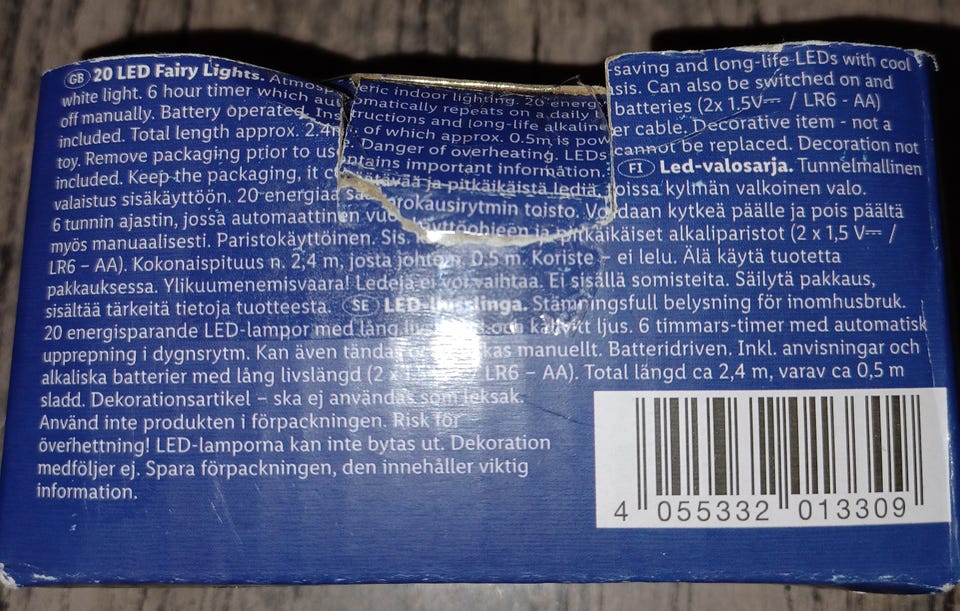 GB 20 LED Fairy Lights. Atmospheric indoor lighting. 20 energy saving and long-life LEDs with cool
white light. 6 hour timer which automatically repeats on a daily basis. Can also be switched on and
off manually. Battery operated. Instructions and long-life alkaline batteries (2x 1.5V / LR6 - AA)
included. Total length approx. 2.4m of which approx. 0.5m is power cable. Decorative item - not a
toy. Remove packaging prior to use. Danger of overheating. LEDs cannot be replaced. Decoration not
included. Keep the packaging, it contains important information. FI Led-valosarja. Tunnelmallinen
valaistus sisäkäyttöön. 20 energiaa säästävää ja pitkäikäistä lediä, joissa kylmän valkoinen valo.
6 tunnin ajastin, jossa automaattinen vuorokausirytmin toisto. Voidaan kytkeä päälle ja pois päältä
myös manuaalisesti. Paristokäyttöinen. Sis. ja pitkäikäiset alkaliparistot (2 x 1,5 V /
LR6 – AA). Kokonaispituus n. 2,4 m, josta johtoa 0,5 m. Koriste – ei lelu. Älä käytä tuotetta
pakkauksessa. Ylikuumenemisvaara! Ledejä ei voi vaihtaa. Ei sisällä somisteita. Säilytä pakkaus,
sisältää tärkeitä tietoja tuotteesta. SE LED-ljusslinga. Stämningsfull belysning för inomhusbruk.
20 energisparande LED-lampor med lång livslängd och kallvitt ljus. 6 timmars-timer med automatisk
upprepning i dygnsrytm. Kan även tändas och släckas manuellt. Batteridriven. Inkl. anvisningar och
alkaliska batterier med lång livslängd (2 x 1,5 V / LR6 – AA). Total längd ca 2,4 m, varav ca 0,5 m
sladd. Dekorationsartikel – ska ej användas som leksak.
Använd inte produkten i förpackningen. Risk för
överhettning! LED-lamporna kan inte bytas ut. Dekoration
medföljer ej. Spara förpackningen, den innehåller viktig
information.
4 055332 013309